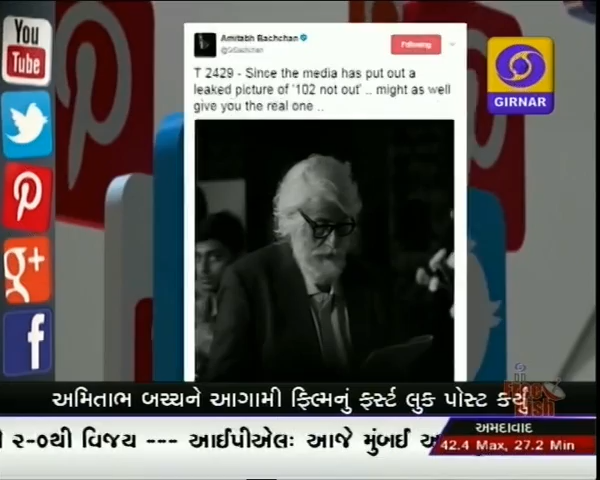 You
Tube
Amitabh Bachchan
@SrBachchan
Following
T 2429 - Since the media has put out a
leaked picture of '102 not out' .. might as well
give you the real one ..
GIRNAR
g+
f
અમિતાભ બચ્ચને આગામી ફિલ્મનું ફર્સ્ટ લુક પોસ્ટ કર્યું
૨-૦થી વિજય --- આઈપીએલઃ આજે મુંબઈ
અમદાવાદ
42.4 Max, 27.2 Min